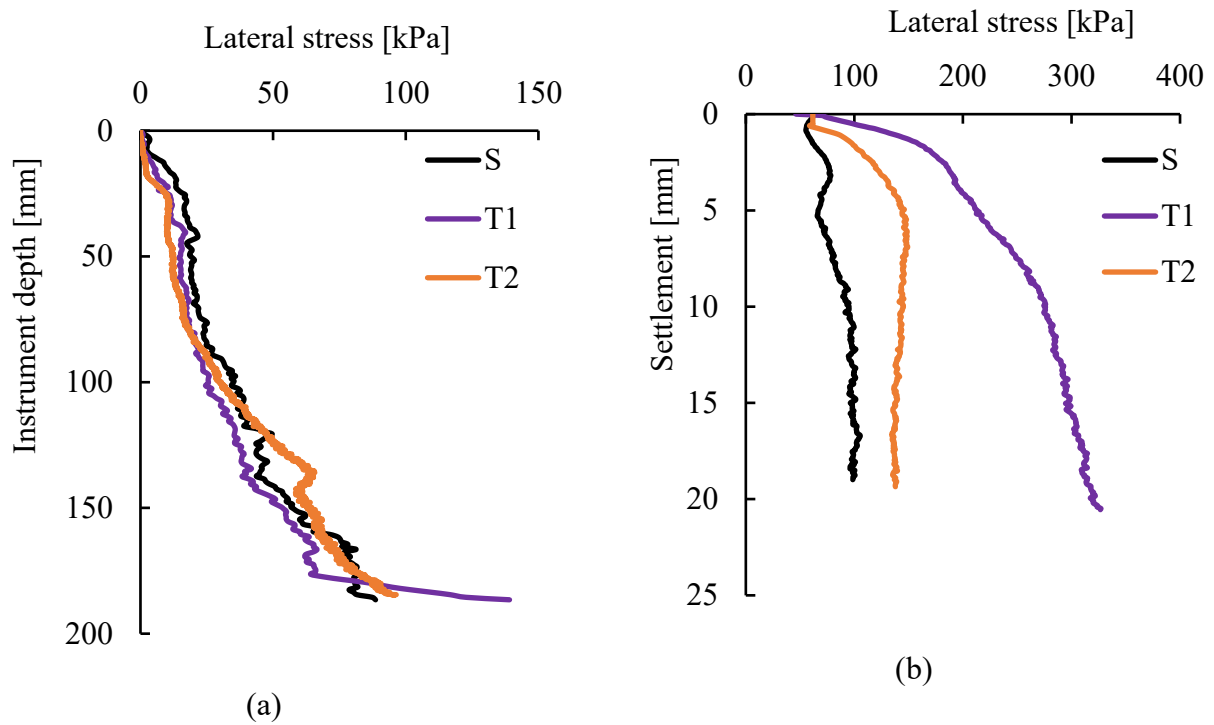 Lateral stress [kPa]
0 50 100 150
0
50
100
150
200
Instrument depth [mm]
S
T1
T2
(a)
Lateral stress [kPa]
0 100 200 300 400
0
5
10
15
20
25
Settlement [mm]
S
T1
T2
(b)